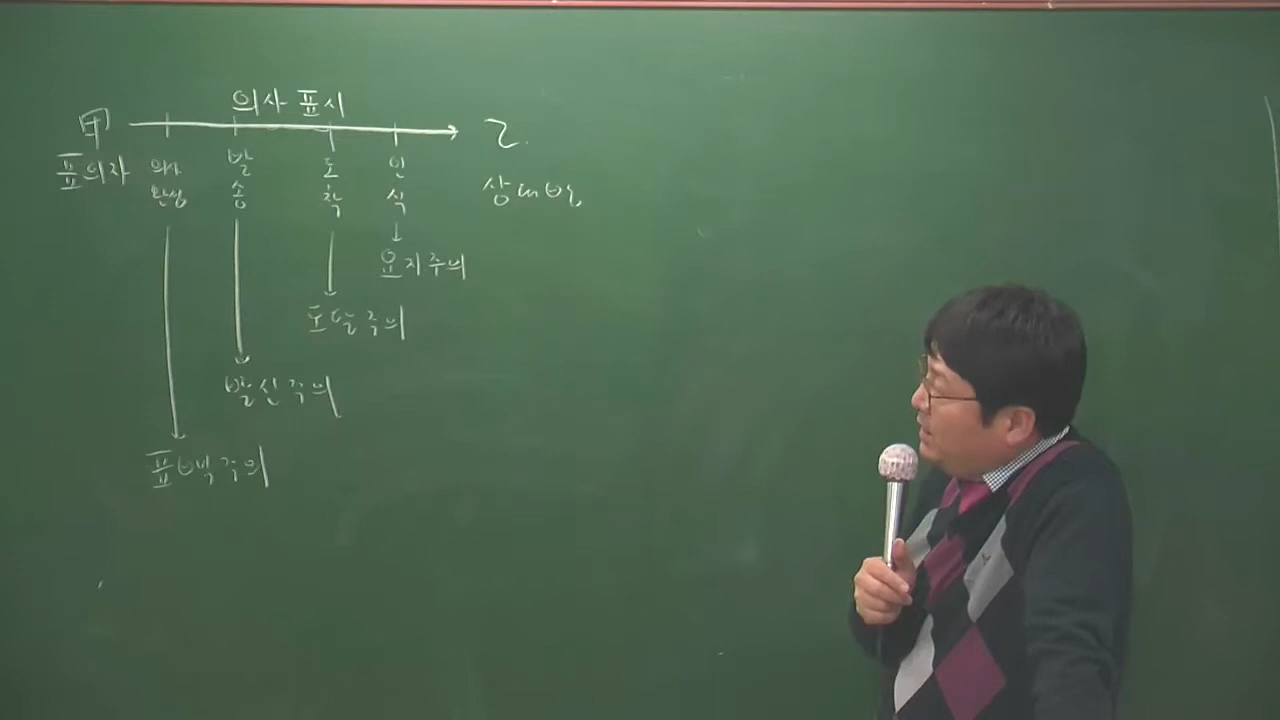 의사표시
甲 乙
표의자 의사 발 도 인 상대방
완성 송 착 식
요지주의
도달주의
발신주의
표백주의